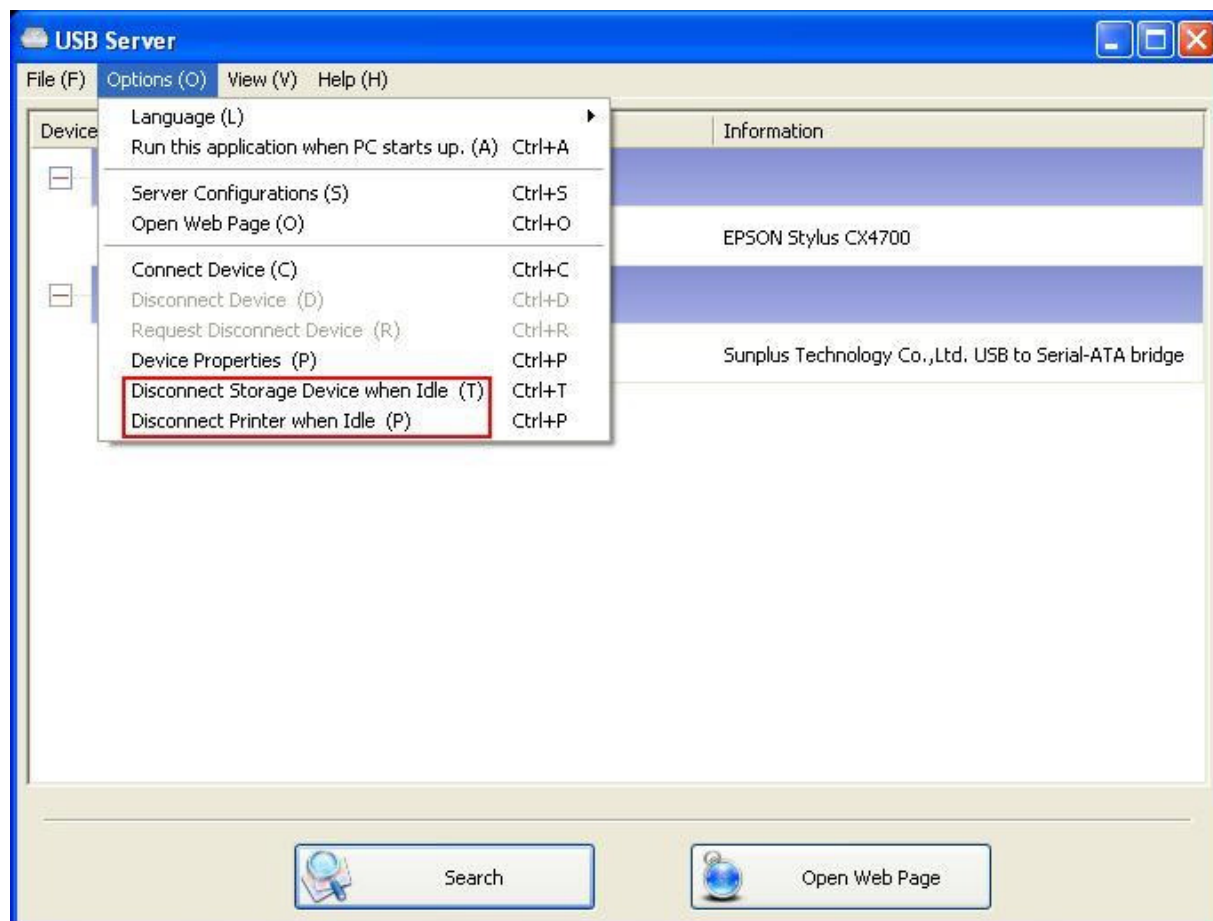 USB Server
File (F) Options (O) View (V) Help (H)
Device Information
Language (L)
Run this application when PC starts up. (A) Ctrl+A
Server Configurations (S) Ctrl+S
Open Web Page (O) Ctrl+O
EPSON Stylus CX4700
Connect Device (C) Ctrl+C
Disconnect Device (D) Ctrl+D
Request Disconnect Device (R) Ctrl+R
Device Properties (P) Ctrl+P
Sunplus Technology Co.,Ltd. USB to Serial-ATA bridge
Disconnect Storage Device when Idle (T) Ctrl+T
Disconnect Printer when Idle (P) Ctrl+P
Search Open Web Page